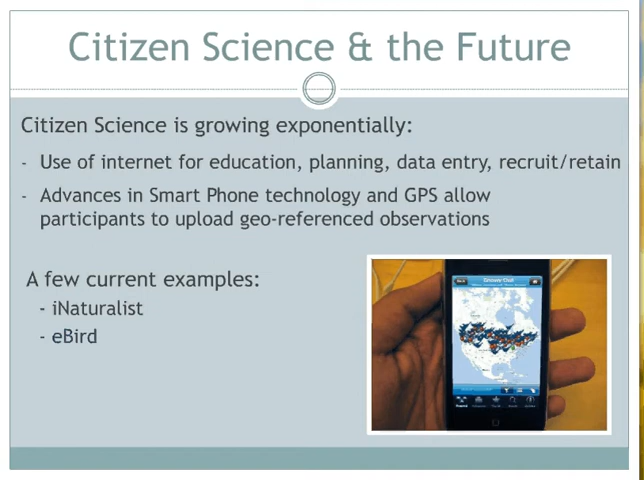 Citizen Science & the Future
Citizen Science is growing exponentially:
- Use of internet for education, planning, data entry, recruit/retain
- Advances in Smart Phone technology and GPS allow
participants to upload geo-referenced observations
A few current examples:
- iNaturalist
- eBird
Snowy Owl